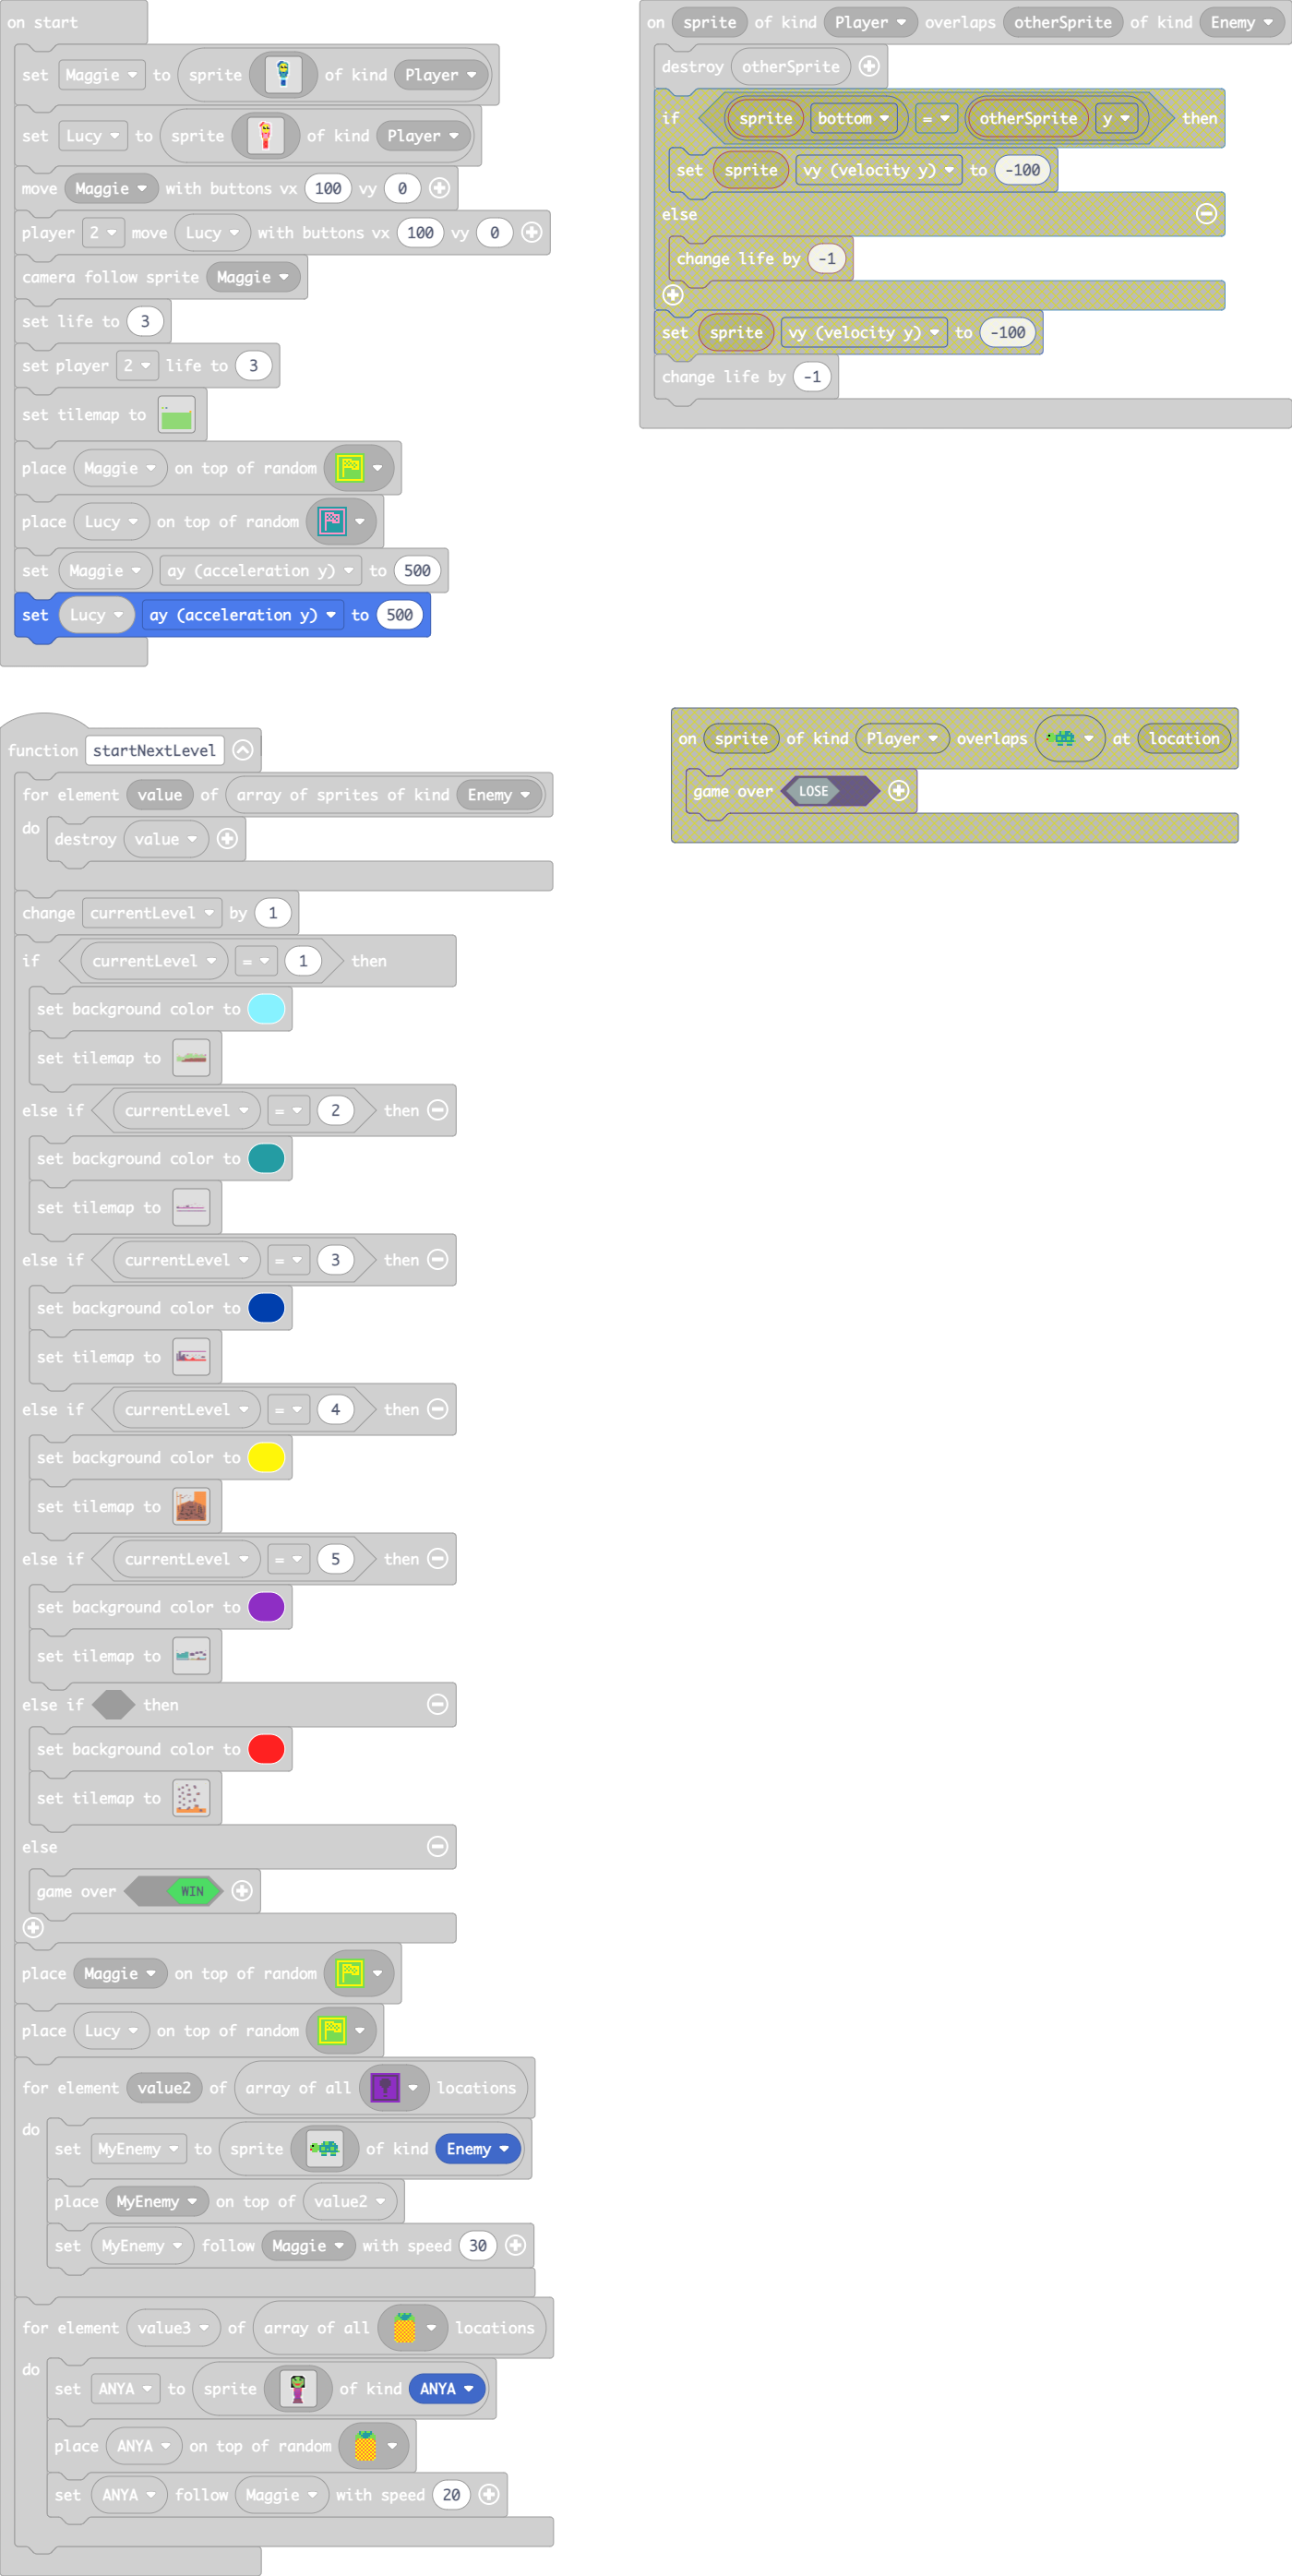 on start
set Maggie to sprite of kind Player
set Lucy to sprite of kind Player
move Maggie with buttons vx 100 vy 0
player 2 move Lucy with buttons vx 100 vy 0
camera follow sprite Maggie
set life to 3
set player 2 life to 3
set tilemap to
place Maggie on top of random
place Lucy on top of random
set Maggie ay (acceleration y) to 500
set Lucy ay (acceleration y) to 500
on sprite of kind Player overlaps otherSprite of kind Enemy
destroy otherSprite
if sprite bottom = otherSprite y then
set sprite vy (velocity y) to -100
else
change life by -1
set sprite vy (velocity y) to -100
change life by -1
function startNextLevel
for element value of array of sprites of kind Enemy
do
destroy value
change currentLevel by 1
if currentLevel = 1 then
set background color to
set tilemap to
else if currentLevel = 2 then
set background color to
set tilemap to
else if currentLevel = 3 then
set background color to
set tilemap to
else if currentLevel = 4 then
set background color to
set tilemap to
else if currentLevel = 5 then
set background color to
set tilemap to
else if then
set background color to
set tilemap to
else
game over WIN
place Maggie on top of random
place Lucy on top of random
for element value2 of array of all locations
do
set MyEnemy to sprite of kind Enemy
place MyEnemy on top of value2
set MyEnemy follow Maggie with speed 30
for element value3 of array of all locations
do
set ANYA to sprite of kind ANYA
place ANYA on top of random
set ANYA follow Maggie with speed 20
on sprite of kind Player overlaps at location
game over LOSE